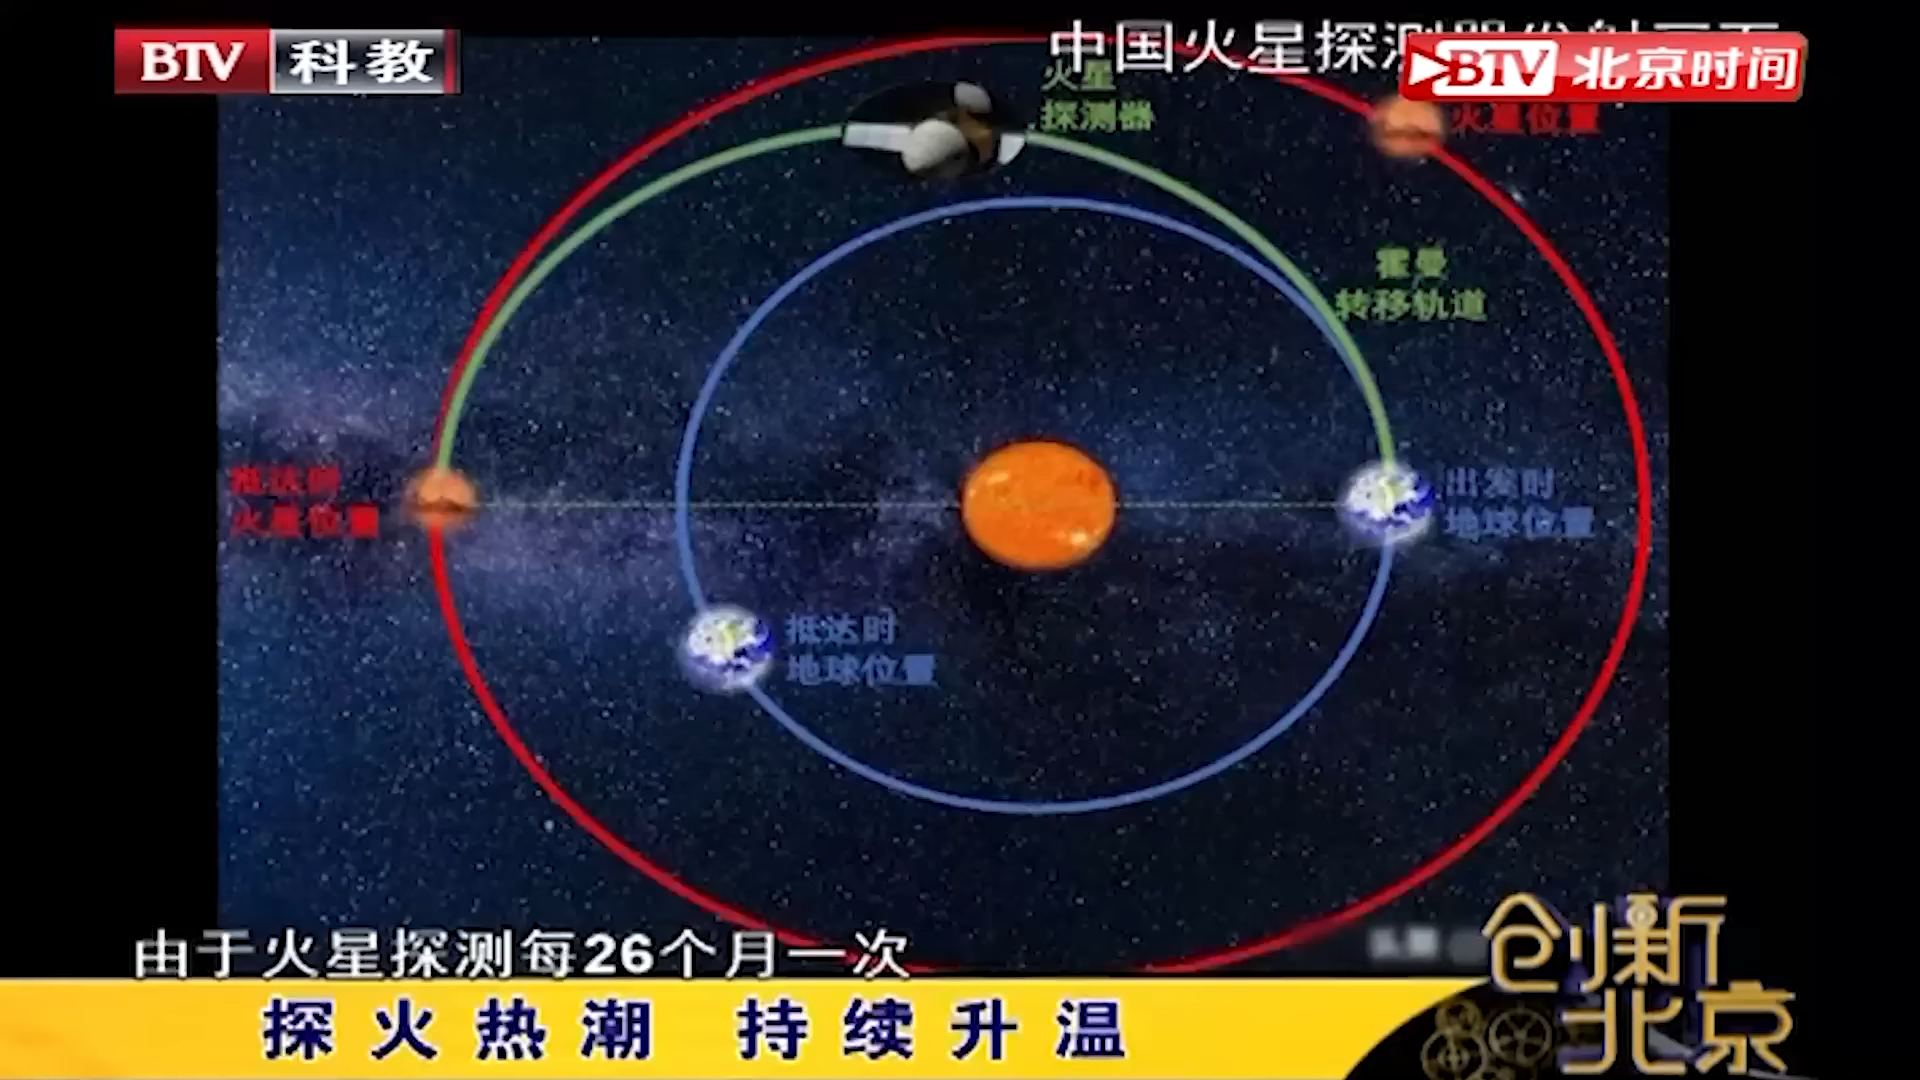 BTV 科教
中国火星探测
BTV 北京时间
火星
探测器
火星位置
霍曼
转移轨道
抵达时
火星位置
出发时
地球位置
抵达时
地球位置
由于火星探测每26个月一次
探火热潮 持续升温
创新
北京